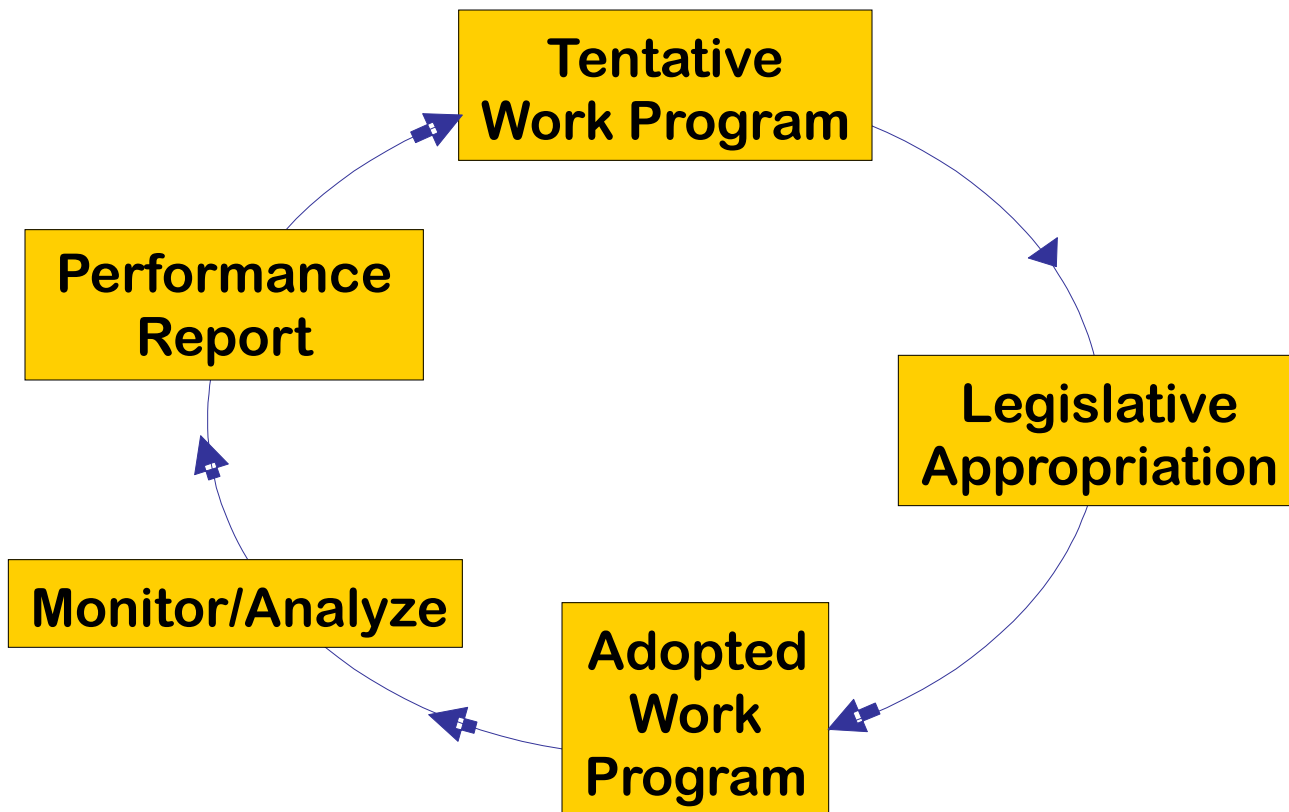 Tentative
Work Program
Performance
Report
Legislative
Appropriation
Monitor/Analyze
Adopted
Work
Program